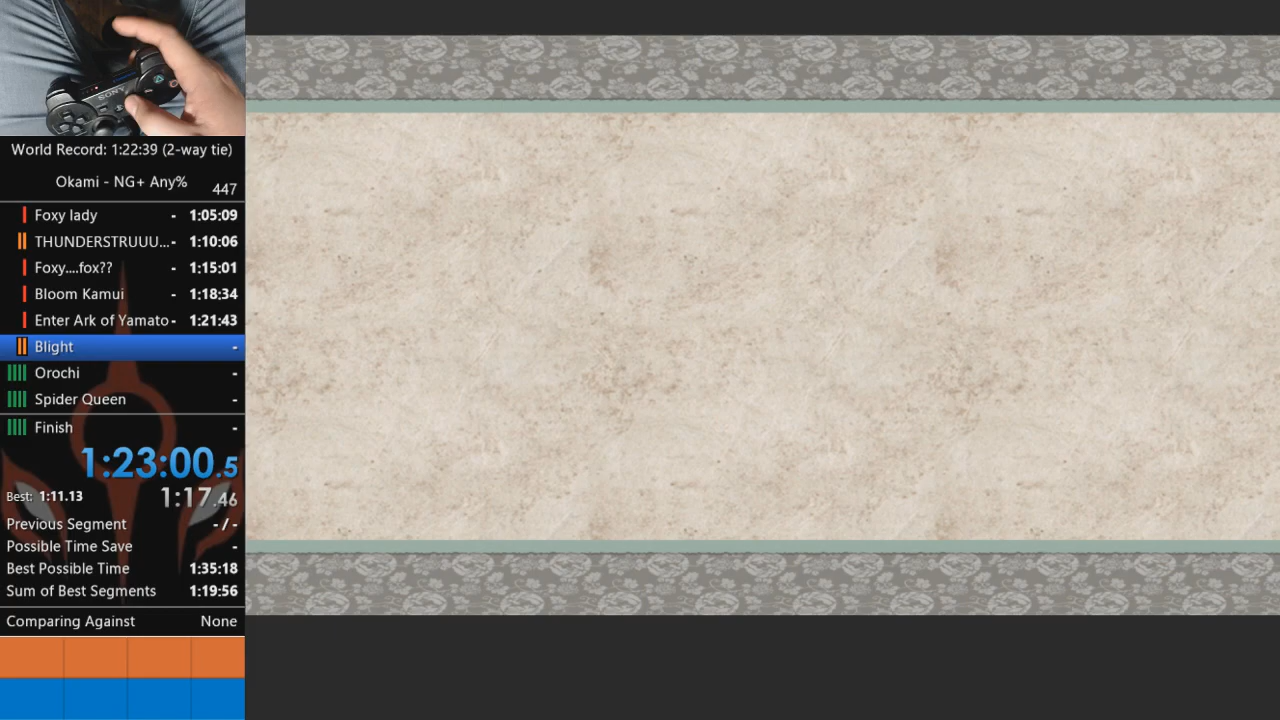 SONY
World Record: 1:22:39 (2-way tie)
Okami - NG+ Any% 447
Foxy lady - 1:05:09
THUNDERSTRUUU...- 1:10:06
Foxy....fox?? - 1:15:01
Bloom Kamui - 1:18:34
Enter Ark of Yamato- 1:21:43
Blight -
Orochi -
Spider Queen -
Finish -
1:23:00.5
Best: 1:11.13 1:17.46
Previous Segment - / -
Possible Time Save -
Best Possible Time 1:35:18
Sum of Best Segments 1:19:56
Comparing Against None